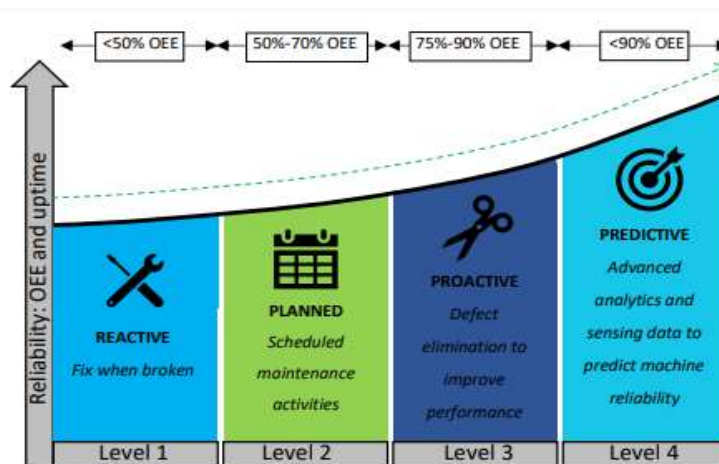 <50% OEE
50%-70% OEE
75%-90% OEE
<90% OEE
Reliability: OEE and uptime
REACTIVE
Fix when broken
PLANNED
Scheduled
maintenance
activities
PROACTIVE
Defect
elimination to
improve
performance
PREDICTIVE
Advanced
analytics and
sensing data to
predict machine
reliability
Level 1
Level 2
Level 3
Level 4